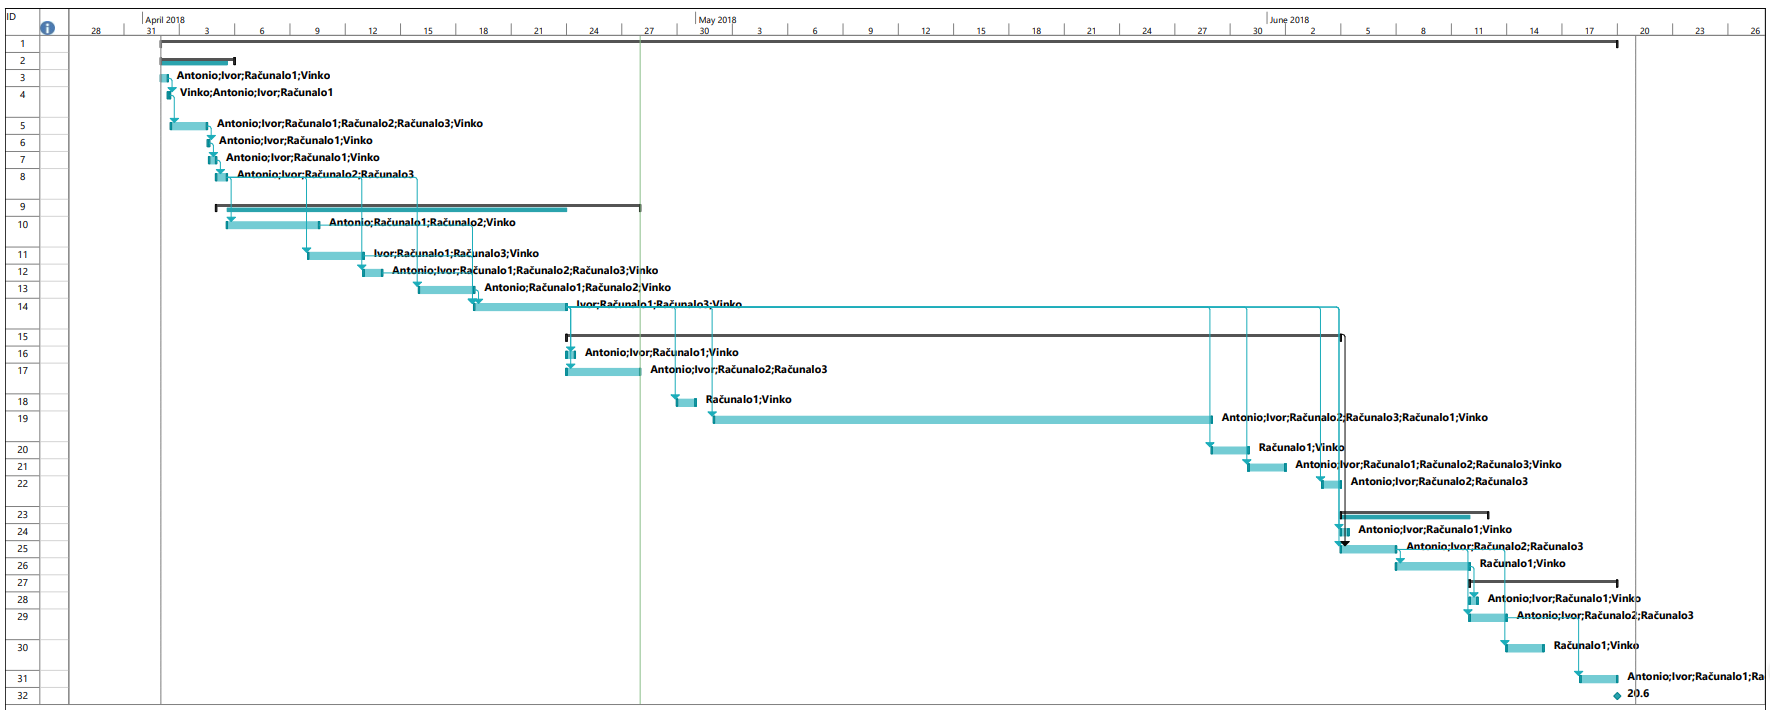 ID
April 2018 May 2018 June 2018
28 31 3 6 9 12 15 18 21 24 27 30 3 6 9 12 15 18 21 24 27 30 2 5 8 11 14 17 20 23 26
1
2
3 Antonio;Ivor;Računalo1;Vinko
4 Vinko;Antonio;Ivor;Računalo1
5 Antonio;Ivor;Računalo1;Računalo2;Računalo3;Vinko
6 Antonio;Ivor;Računalo1;Vinko
7 Antonio;Ivor;Računalo1;Vinko
8 Antonio;Ivor;Računalo2;Računalo3
9
10 Antonio;Računalo1;Računalo2;Vinko
11 Ivor;Računalo1;Računalo3;Vinko
12 Antonio;Ivor;Računalo1;Računalo2;Računalo3;Vinko
13 Antonio;Računalo1;Računalo2;Vinko
14 Ivor;Računalo1;Računalo3;Vinko
15
16 Antonio;Ivor;Računalo1;Vinko
17 Antonio;Ivor;Računalo2;Računalo3
18 Računalo1;Vinko
19 Antonio;Ivor;Računalo2;Računalo3;Računalo1;Vinko
20 Računalo1;Vinko
21 Antonio;Ivor;Računalo1;Računalo2;Računalo3;Vinko
22 Antonio;Ivor;Računalo2;Računalo3
23
24 Antonio;Ivor;Računalo1;Vinko
25 Antonio;Ivor;Računalo2;Računalo3
26 Računalo1;Vinko
27
28 Antonio;Ivor;Računalo1;Vinko
29 Antonio;Ivor;Računalo2;Računalo3
30 Računalo1;Vinko
31 Antonio;Ivor;Računalo1;Ra
32 20.6